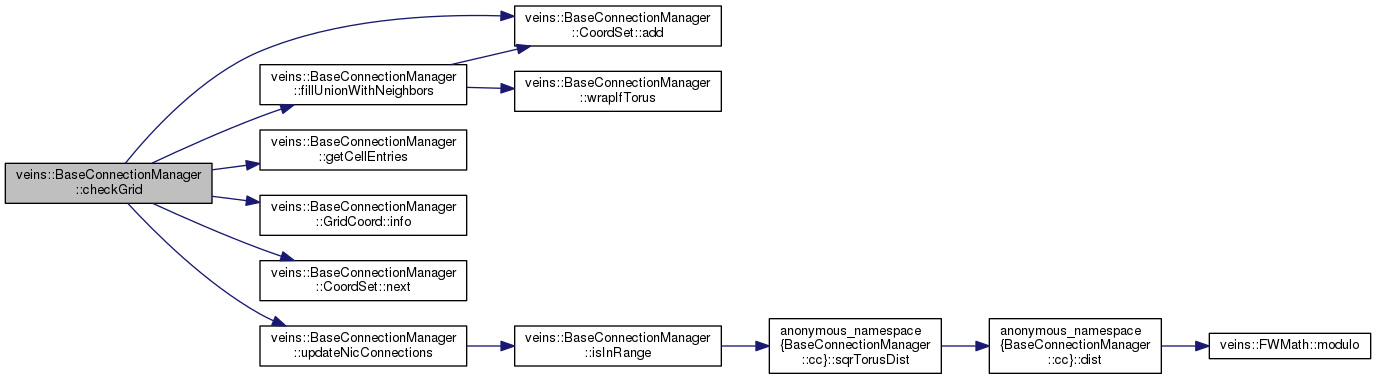 veins::BaseConnectionManager
::checkGrid
veins::BaseConnectionManager
::CoordSet::add
veins::BaseConnectionManager
::fillUnionWithNeighbors
veins::BaseConnectionManager
::wrapIfTorus
veins::BaseConnectionManager
::getCellEntries
veins::BaseConnectionManager
::GridCoord::info
veins::BaseConnectionManager
::CoordSet::next
veins::BaseConnectionManager
::updateNicConnections
veins::BaseConnectionManager
::isInRange
anonymous_namespace
{BaseConnectionManager
::cc}::sqrTorusDist
anonymous_namespace
{BaseConnectionManager
::cc}::dist
veins::FWMath::modulo